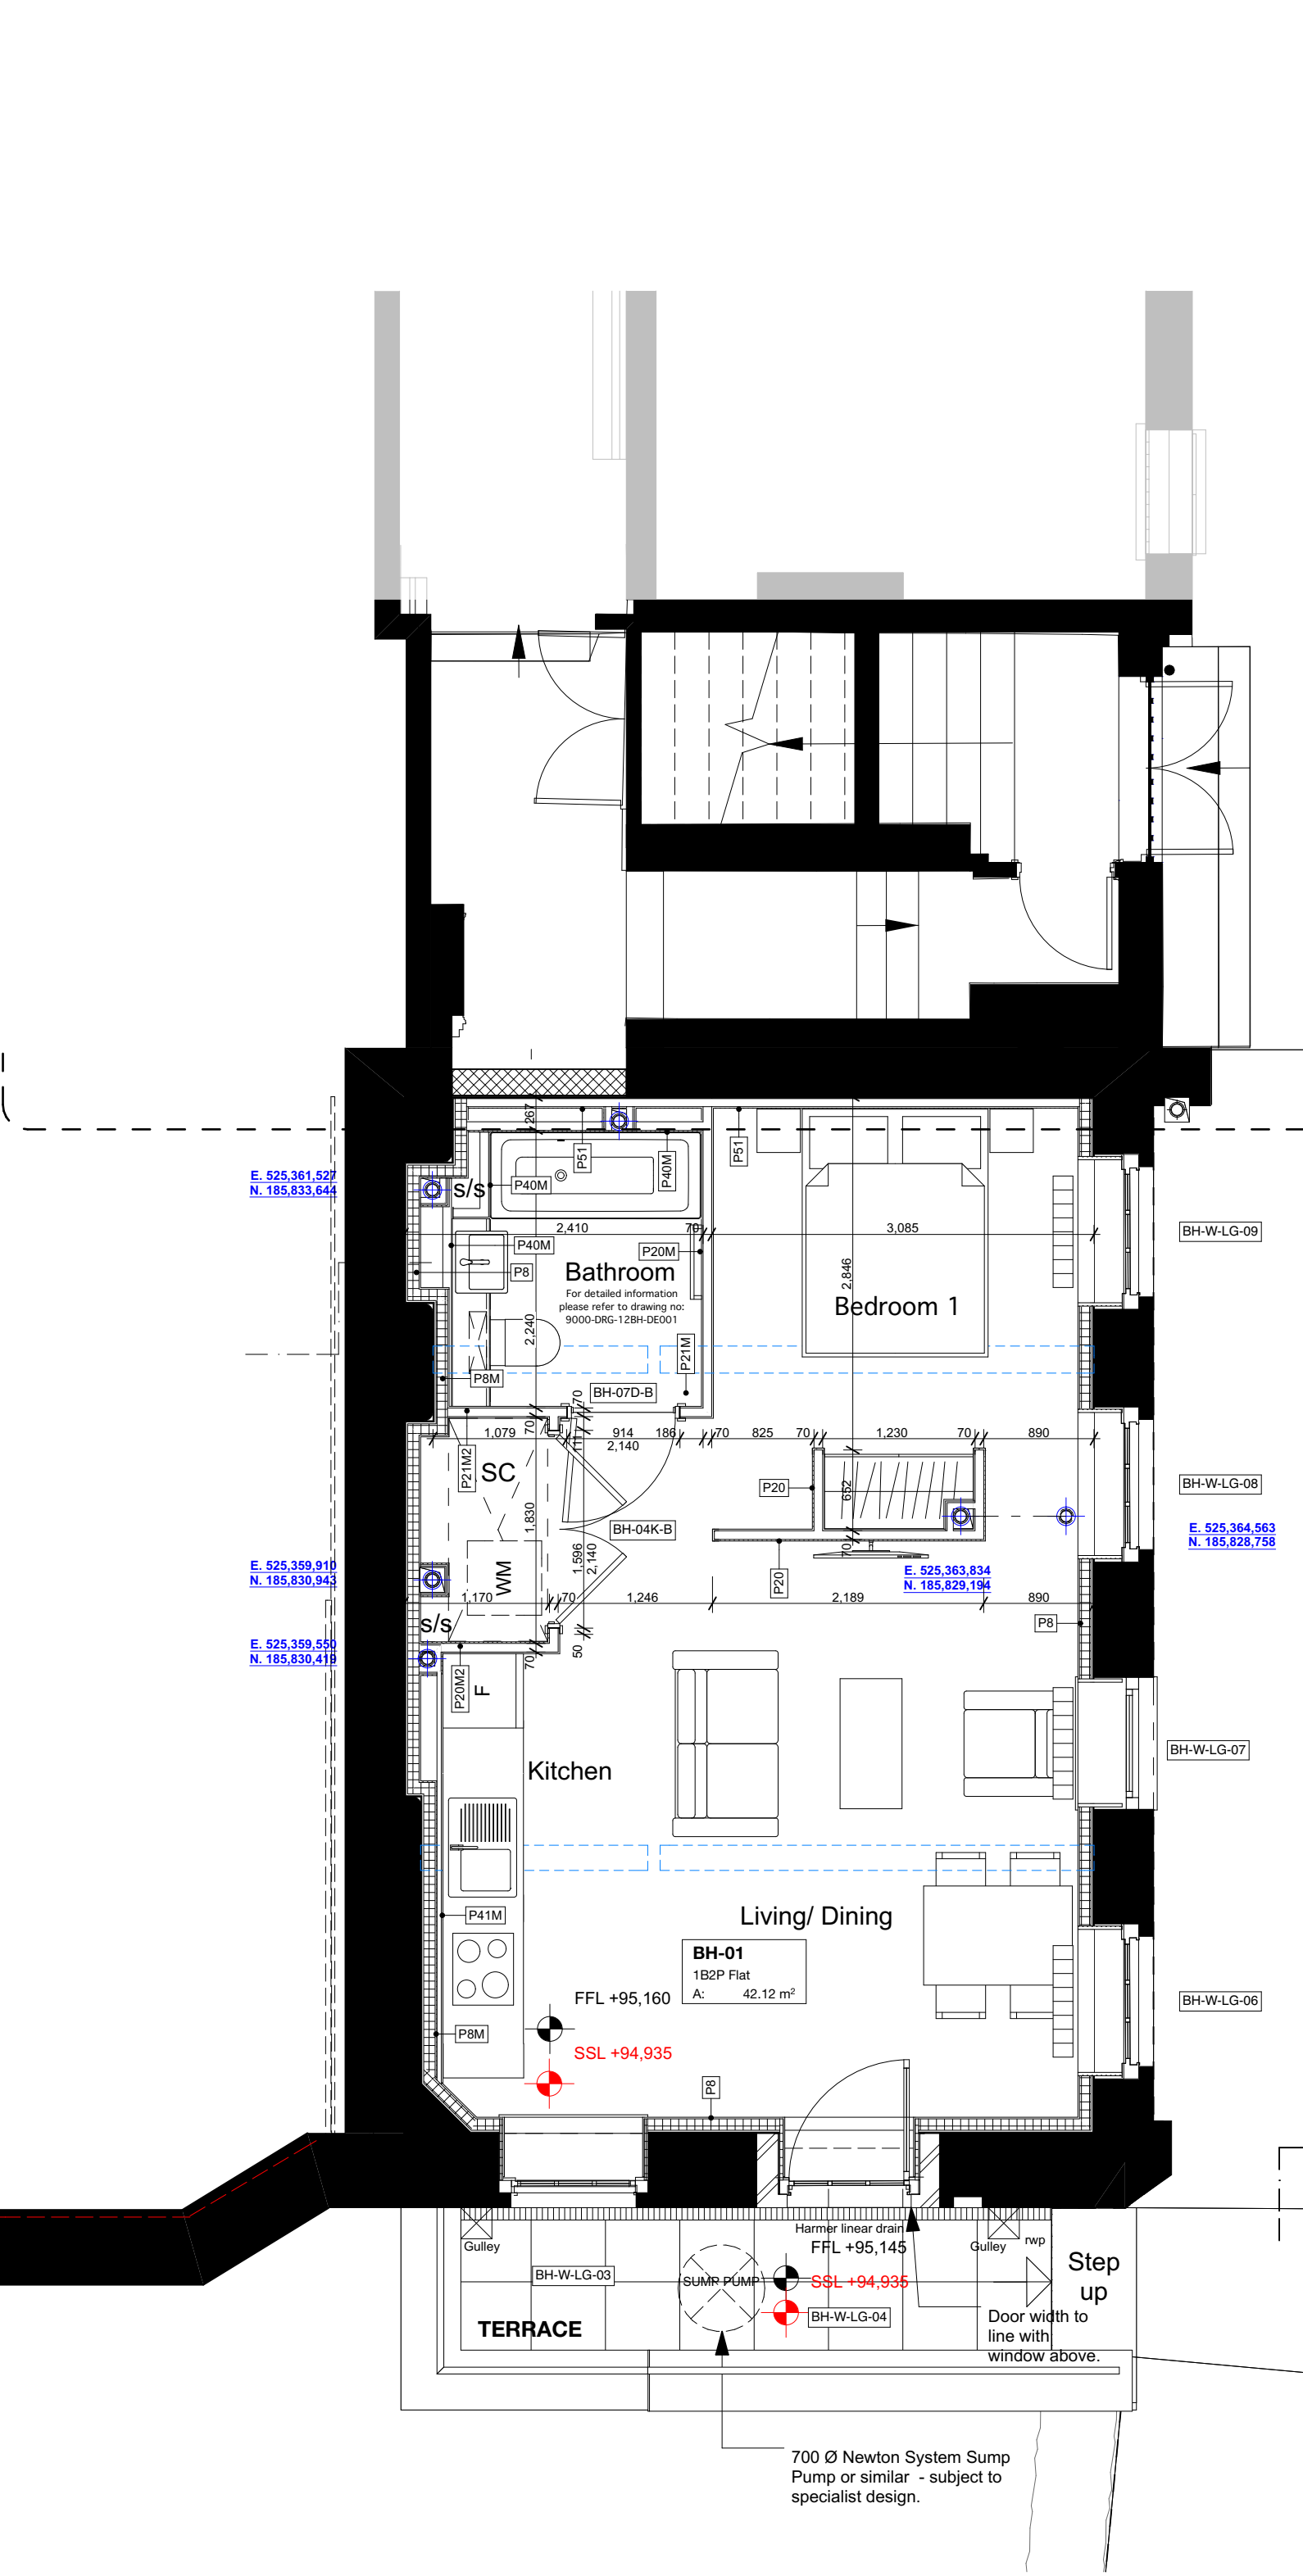 267
P51
P40M
P51
E. 525,361,527
N. 185,833,644
s/s
P40M
2,410
70
3,085
BH-W-LG-09
P40M
P20M
P8
Bathroom
For detailed information
please refer to drawing no:
9000-DRG-12BH-DE001
2,846
Bedroom 1
2,240
P21M
P8M
BH-07D-B
70
70
1,079
914
186
70
825
70
1,230
70
890
111
2,140
P21M2
SC
P20
652
BH-W-LG-08
1,830
BH-04K-B
E. 525,364,563
N. 185,828,758
1,596
2,140
70
E. 525,359,910
N. 185,830,943
WM
P20
E. 525,363,834
N. 185,829,194
1,170
70
1,246
2,189
890
s/s
P8
E. 525,359,550
N. 185,830,419
50
70
P20M2
F
BH-W-LG-07
Kitchen
P41M
Living/ Dining
BH-01
1B2P Flat
A: 42.12 m²
FFL +95,160
BH-W-LG-06
P8M
SSL +94,935
P8
Harmer linear drain
Gulley
FFL +95,145
Gulley
rwp
Step
up
BH-W-LG-03
SUMP PUMP
SSL +94,935
BH-W-LG-04
TERRACE
Door width to
line with
window above.
700 Ø Newton System Sump
Pump or similar - subject to
specialist design.